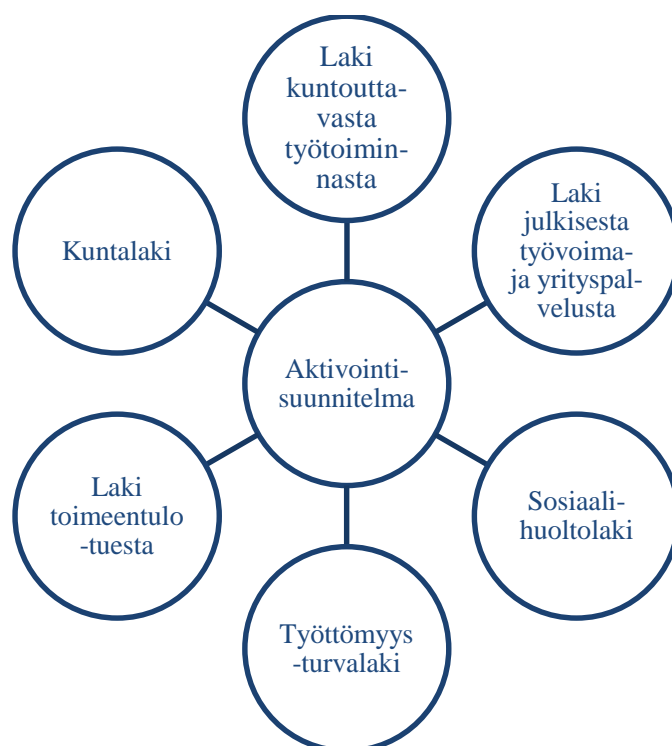 Laki
kuntoutta-
vasta
työtoimin-
nasta
Kuntalaki
Laki
julkisesta
työvoima-
ja yrityspal-
velusta
Aktivointi-
suunnitelma
Laki
toimeentulo
-tuesta
Sosiaali-
huoltolaki
Työttömyys
-turvalaki